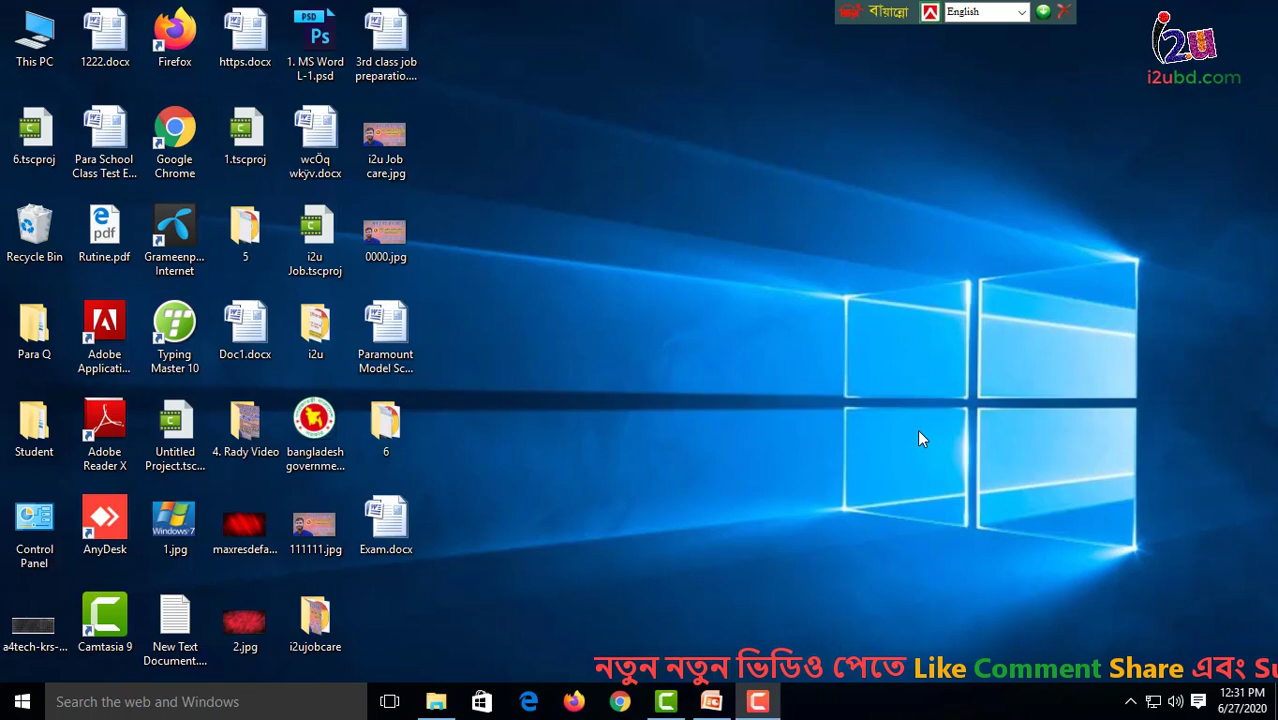 বাঁয়ান্নো English
i2u
i2ubd.com
This PC
1222.docx
Firefox
https.docx
PSD
Ps
1. MS Word
L-1.psd
3rd class job
preparatio....
6.tscproj
Para School
Class Test E...
Google
Chrome
1.tscproj
wcÖq
wkÿv.docx
i2u Job
care.jpg
Recycle Bin
pdf
Rutine.pdf
Grameenp...
Internet
5
i2u
Job.tscproj
0000.jpg
Para Q
Adobe
Applicati...
Typing
Master 10
Doc1.docx
i2u
Paramount
Model Sc...
Student
Adobe
Reader X
Untitled
Project.tsc...
4. Rady Video
bangladesh
governme...
6
Control
Panel
AnyDesk
Windows 7
1.jpg
maxresdefa...
111111.jpg
Exam.docx
a4tech-krs-...
Camtasia 9
New Text
Document....
2.jpg
i2ujobcare
নতুন নতুন ভিডিও পেতে Like Comment Share এবং Su
Search the web and Windows
12:31 PM
6/27/2020